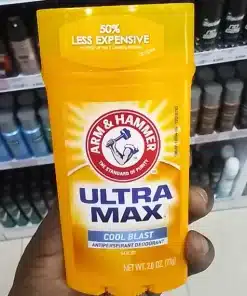 50%
LESS EXPENSIVE
ARM & HAMMER
THE STANDARD OF PURITY
ULTRA
MAX
COOL BLAST
ANTIPERSPIRANT DEODORANT
NET WT. 2.6 OZ. (73g)